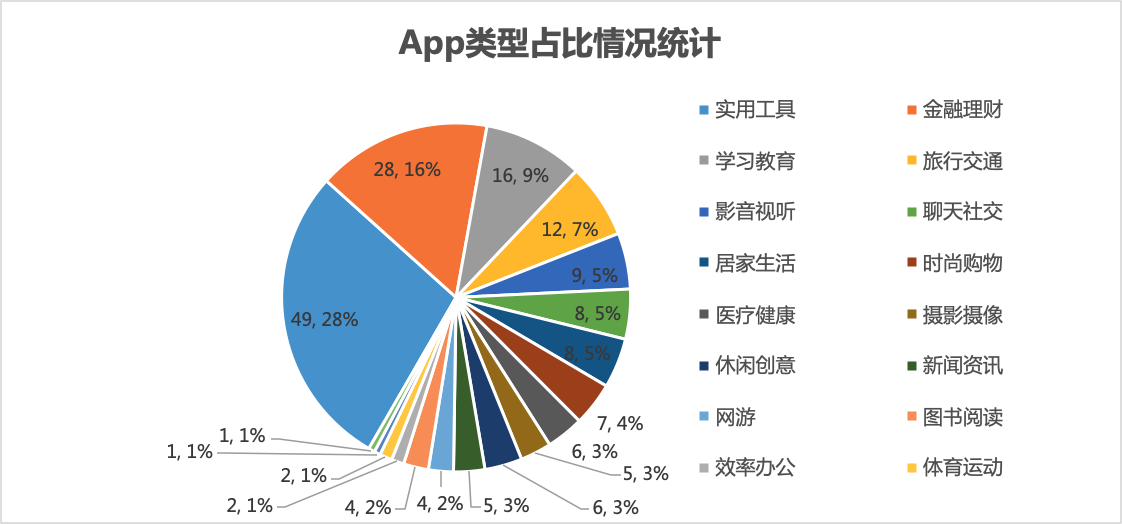 App类型占比情况统计
实用工具
金融理财
学习教育
旅行交通
影音视听
聊天社交
居家生活
时尚购物
医疗健康
摄影摄像
休闲创意
新闻资讯
网游
图书阅读
效率办公
体育运动
28, 16%
16, 9%
12, 7%
9, 5%
8, 5%
8, 5%
7, 4%
6, 3%
5, 3%
6, 3%
5, 3%
4, 2%
4, 2%
2, 1%
2, 1%
1, 1%
1, 1%
49, 28%